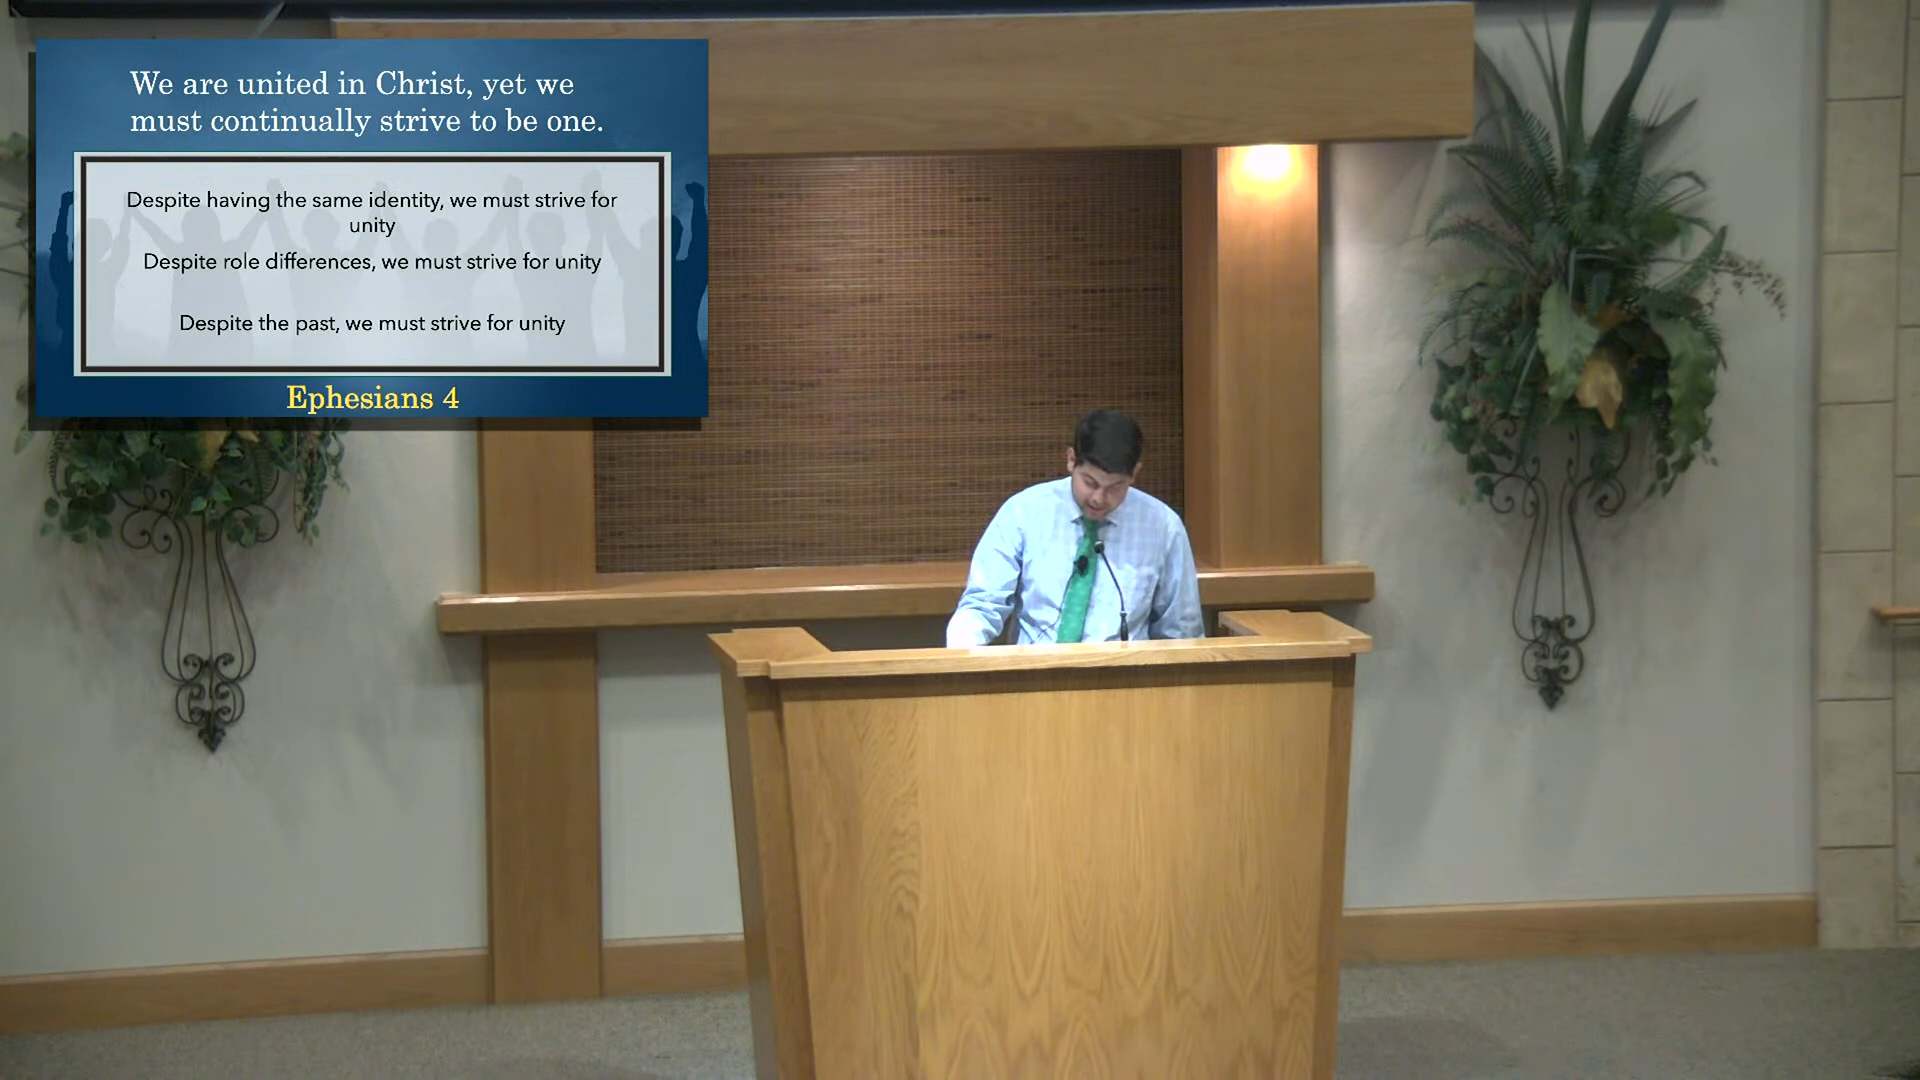 We are united in Christ, yet we
must continually strive to be one.
Despite having the same identity, we must strive for
unity
Despite role differences, we must strive for unity
Despite the past, we must strive for unity
Ephesians 4